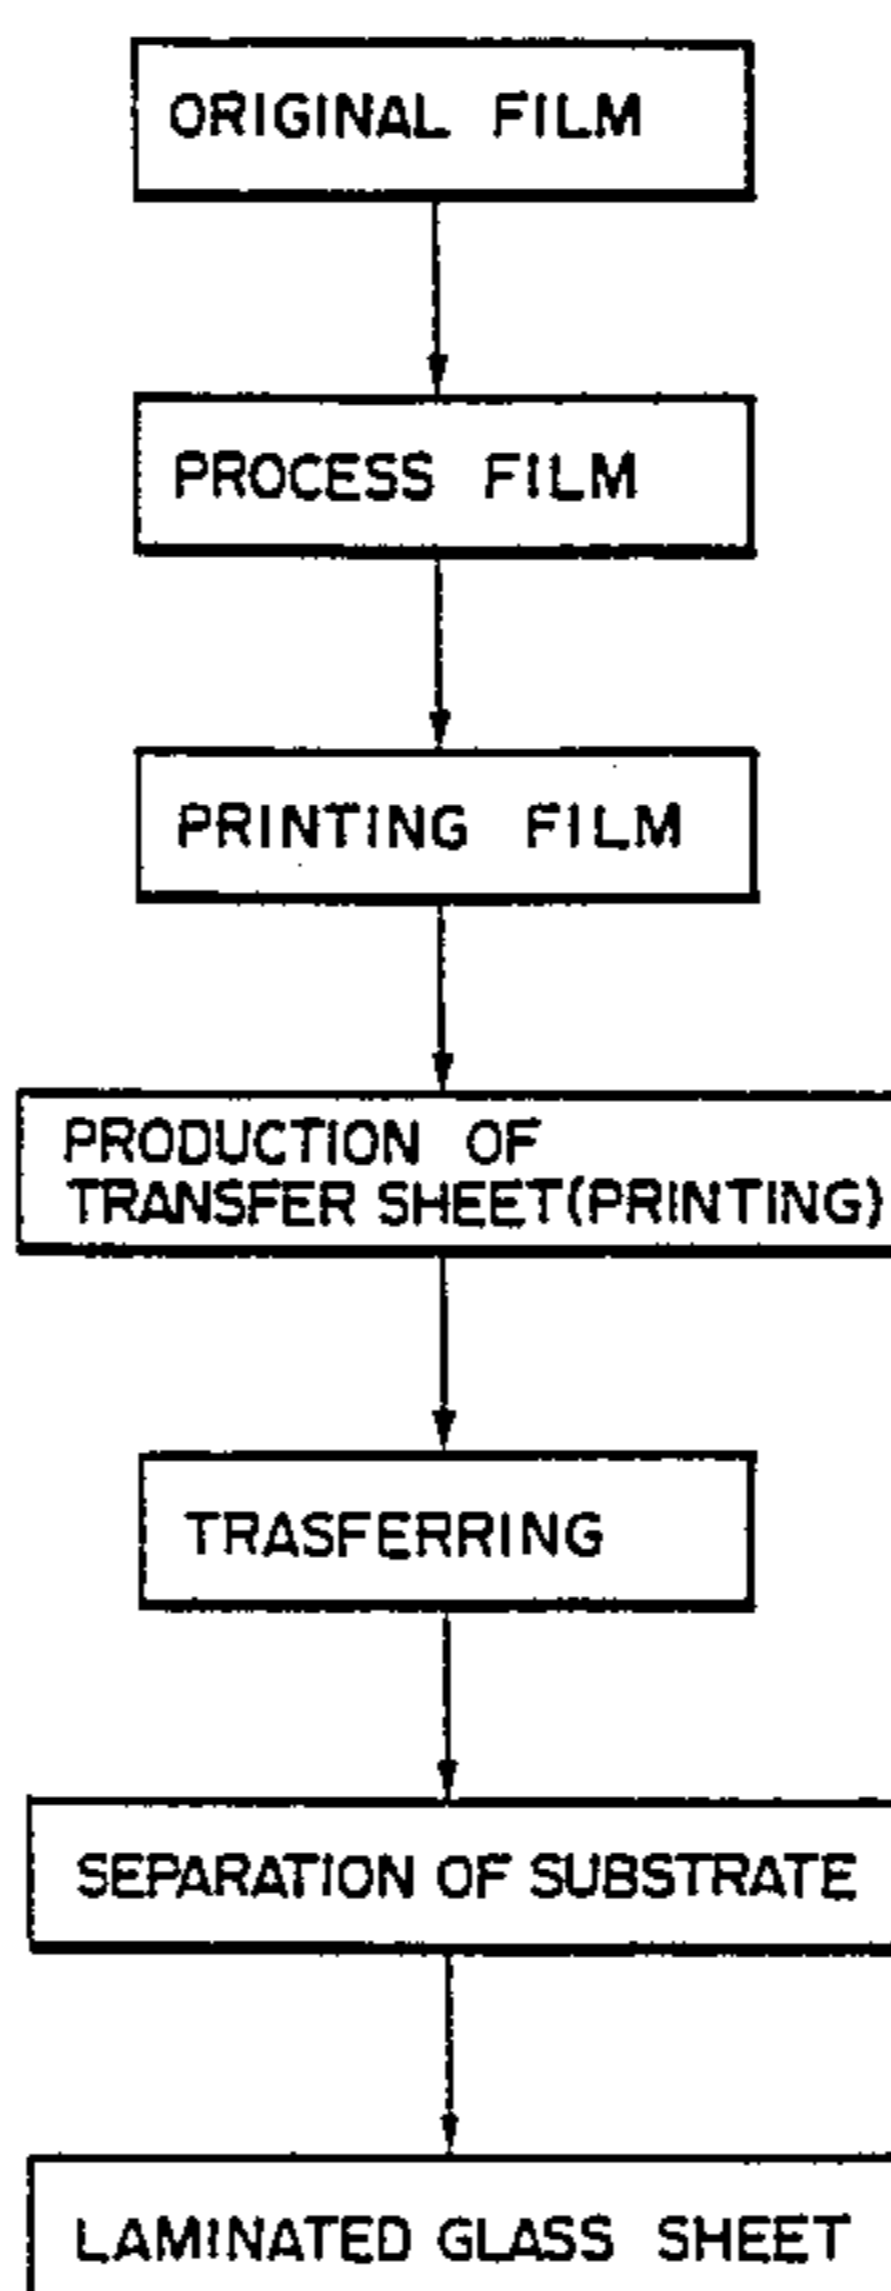 ORIGINAL FILM
PROCESS FILM
PRINTING FILM
PRODUCTION OF
TRANSFER SHEET(PRINTING)
TRASFERRING
SEPARATION OF SUBSTRATE
LAMINATED GLASS SHEET